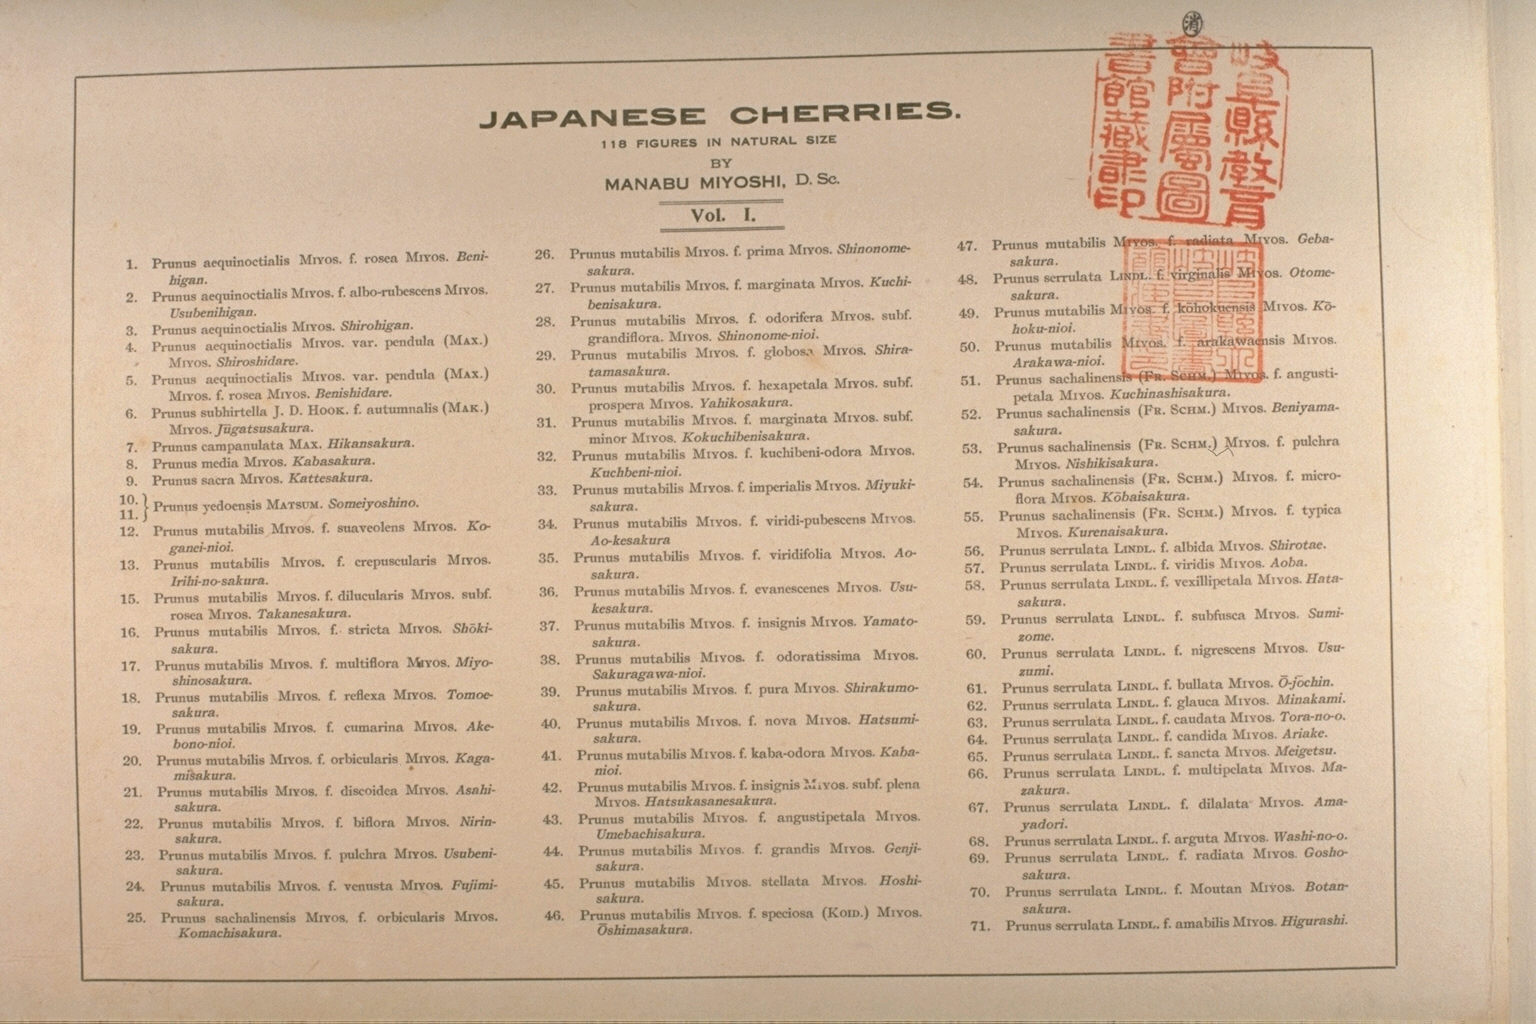 消
岐阜縣教育
會附屬圖
書館藏書印
JAPANESE CHERRIES.
118 FIGURES IN NATURAL SIZE
BY
MANABU MIYOSHI, D. Sc.
Vol. I.
1. Prunus aequinoctialis MIYOS. f. rosea MIYOS. Beni-
higan.
2. Prunus aequinoctialis MIYOS. f. albo-rubescens MIYOS.
Usubenihigan.
3. Prunus aequinoctialis MIYOS. Shirohigan.
4. Prunus aequinoctialis MIYOS. var. pendula (MAX.)
MIYOS. Shiroshidare.
5. Prunus aequinoctialis MIYOS. var. pendula (MAX.)
MIYOS. f. rosea MIYOS. Benishidare.
6. Prunus subhirtella J. D. HOOK. f. autumnalis (MAK.)
MIYOS. Jūgatsusakura.
7. Prunus campanulata MAX. Hikansakura.
8. Prunus media MIYOS. Kabasakura.
9. Prunus sacra MIYOS. Kattesakura.
10. 11. } Prunus yedoensis MATSUM. Someiyoshino.
12. Prunus mutabilis MIYOS. f. suaveolens MIYOS. Ko-
ganei-nioi.
13. Prunus mutabilis MIYOS. f. crepuscularis MIYOS.
Irihi-no-sakura.
15. Prunus mutabilis MIYOS. f. dilucularis MIYOS. subf.
rosea MIYOS. Takanesakura.
16. Prunus mutabilis MIYOS. f. stricta MIYOS. Shōki-
sakura.
17. Prunus mutabilis MIYOS. f. multiflora MIYOS. Miyo-
shinosakura.
18. Prunus mutabilis MIYOS. f. reflexa MIYOS. Tomoe-
sakura.
19. Prunus mutabilis MIYOS. f. cumarina MIYOS. Ake-
bono-nioi.
20. Prunus mutabilis MIYOS. f. orbicularis MIYOS. Kaga-
misakura.
21. Prunus mutabilis MIYOS. f. discoidea MIYOS. Asahi-
sakura.
22. Prunus mutabilis MIYOS. f. biflora MIYOS. Nirin-
sakura.
23. Prunus mutabilis MIYOS. f. pulchra MIYOS. Usubeni-
sakura.
24. Prunus mutabilis MIYOS. f. venusta MIYOS. Fujimi-
sakura.
25. Prunus sachalinensis MIYOS. f. orbicularis MIYOS.
Komachisakura.
26. Prunus mutabilis MIYOS. f. prima MIYOS. Shinonome-
sakura.
27. Prunus mutabilis MIYOS. f. marginata MIYOS. Kuchi-
benisakura.
28. Prunus mutabilis MIYOS. f. odorifera MIYOS. subf.
grandiflora. MIYOS. Shinonome-nioi.
29. Prunus mutabilis MIYOS. f. globosa MIYOS. Shira-
tamasakura.
30. Prunus mutabilis MIYOS. f. hexapetala MIYOS. subf.
prospera MIYOS. Yahikosakura.
31. Prunus mutabilis MIYOS. f. marginata MIYOS. subf.
minor MIYOS. Kokuchibenisakura.
32. Prunus mutabilis MIYOS. f. kuchibeni-odora MIYOS.
Kuchbeni-nioi.
33. Prunus mutabilis MIYOS. f. imperialis MIYOS. Miyuki-
sakura.
34. Prunus mutabilis MIYOS. f. viridi-pubescens MIYOS.
Ao-kesakura
35. Prunus mutabilis MIYOS. f. viridifolia MIYOS. Ao-
sakura.
36. Prunus mutabilis MIYOS. f. evanescenes MIYOS. Usu-
kesakura.
37. Prunus mutabilis MIYOS. f. insignis MIYOS. Yamato-
sakura.
38. Prunus mutabilis MIYOS. f. odoratissima MIYOS.
Sakuragawa-nioi.
39. Prunus mutabilis MIYOS. f. pura MIYOS. Shirakumo-
sakura.
40. Prunus mutabilis MIYOS. f. nova MIYOS. Hatsumi-
sakura.
41. Prunus mutabilis MIYOS. f. kaba-odora MIYOS. Kaba-
nioi.
42. Prunus mutabilis MIYOS. f. insignis MIYOS. subf. plena
MIYOS. Hatsukasanesakura.
43. Prunus mutabilis MIYOS. f. angustipetala MIYOS.
Umebachisakura.
44. Prunus mutabilis MIYOS. f. grandis MIYOS. Genji-
sakura.
45. Prunus mutabilis MIYOS. stellata MIYOS. Hoshi-
sakura.
46. Prunus mutabilis MIYOS. f. speciosa (KOID.) MIYOS.
Ōshimasakura.
47. Prunus mutabilis MIYOS. f. radiata MIYOS. Geba-
sakura.
48. Prunus serrulata LINDL. f. virginalis MIYOS. Otome-
sakura.
49. Prunus mutabilis MIYOS. f. kōhokuensis MIYOS. Kō-
hoku-nioi.
50. Prunus mutabilis MIYOS. f. arakawaensis MIYOS.
Arakawa-nioi.
51. Prunus sachalinensis (FR. SCHM.) MIYOS. f. angusti-
petala MIYOS. Kuchinashisakura.
52. Prunus sachalinensis (FR. SCHM.) MIYOS. Beniyama-
sakura.
53. Prunus sachalinensis (FR. SCHM.) MIYOS. f. pulchra
MIYOS. Nishikisakura.
54. Prunus sachalinensis (FR. SCHM.) MIYOS. f. micro-
flora MIYOS. Kōbaisakura.
55. Prunus sachalinensis (FR. SCHM.) MIYOS. f. typica
MIYOS. Kurenaisakura.
56. Prunus serrulata LINDL. f. albida MIYOS. Shirotae.
57. Prunus serrulata LINDL. f. viridis MIYOS. Aoba.
58. Prunus serrulata LINDL. f. vexillipetala MIYOS. Hata-
sakura.
59. Prunus serrulata LINDL. f. subfusca MIYOS. Sumi-
zome.
60. Prunus serrulata LINDL. f. nigrescens MIYOS. Usu-
zumi.
61. Prunus serrulata LINDL. f. bullata MIYOS. Ō-jōchin.
62. Prunus serrulata LINDL. f. glauca MIYOS. Minakami.
63. Prunus serrulata LINDL. f. caudata MIYOS. Tora-no-o.
64. Prunus serrulata LINDL. f. candida MIYOS. Ariake.
65. Prunus serrulata LINDL. f. sancta MIYOS. Meigetsu.
66. Prunus serrulata LINDL. f. multipelata MIYOS. Ma-
zakura.
67. Prunus serrulata LINDL. f. dilalata MIYOS. Ama-
yadori.
68. Prunus serrulata LINDL. f. arguta MIYOS. Washi-no-o.
69. Prunus serrulata LINDL. f. radiata MIYOS. Gosho-
sakura.
70. Prunus serrulata LINDL. f. Moutan MIYOS. Botan-
sakura.
71. Prunus serrulata LINDL. f. amabilis MIYOS. Higurashi.